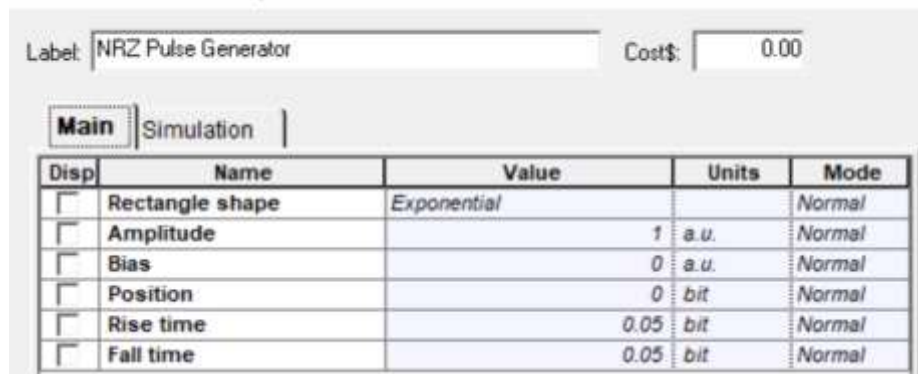 Label: NRZ Pulse Generator Cost$: 0.00
Main Simulation
Disp Name Value Units Mode
Rectangle shape Exponential Normal
Amplitude 1 a.u. Normal
Bias 0 a.u. Normal
Position 0 bit Normal
Rise time 0.05 bit Normal
Fall time 0.05 bit Normal